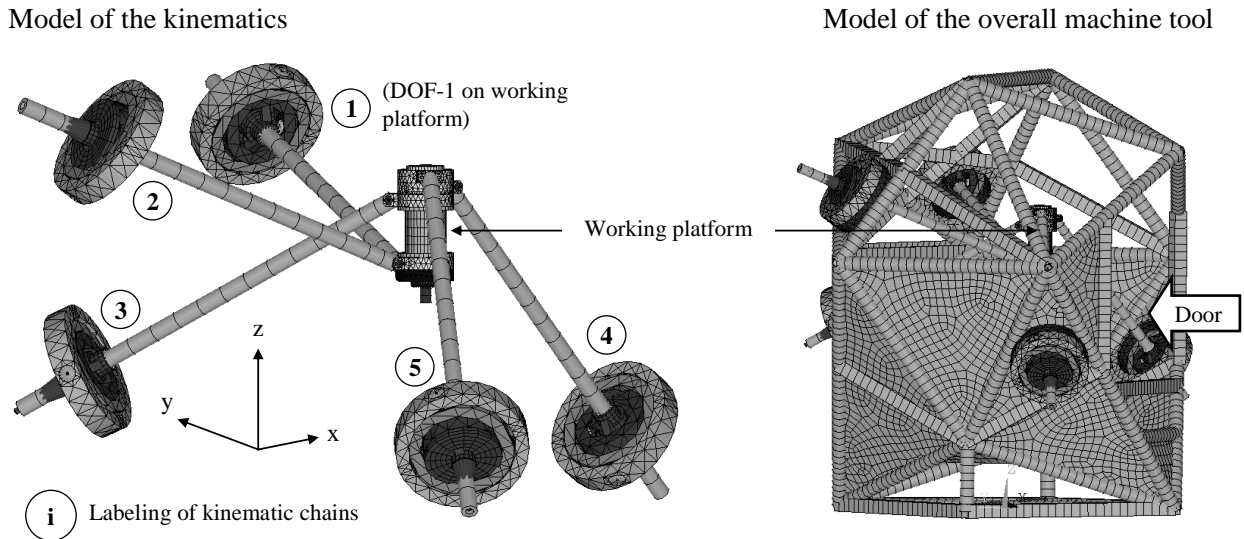 Model of the kinematics
Model of the overall machine tool
1
(DOF-1 on working
platform)
2
Working platform
3
Door
z
4
5
y
x
i
Labeling of kinematic chains
z
x